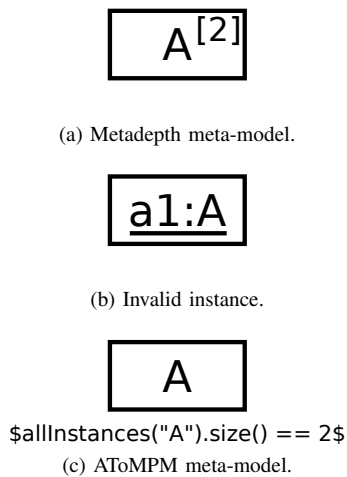 A[2]
(a) Metadepth meta-model.
a1:A
(b) Invalid instance.
A
$allInstances("A").size() == 2$
(c) AToMPM meta-model.